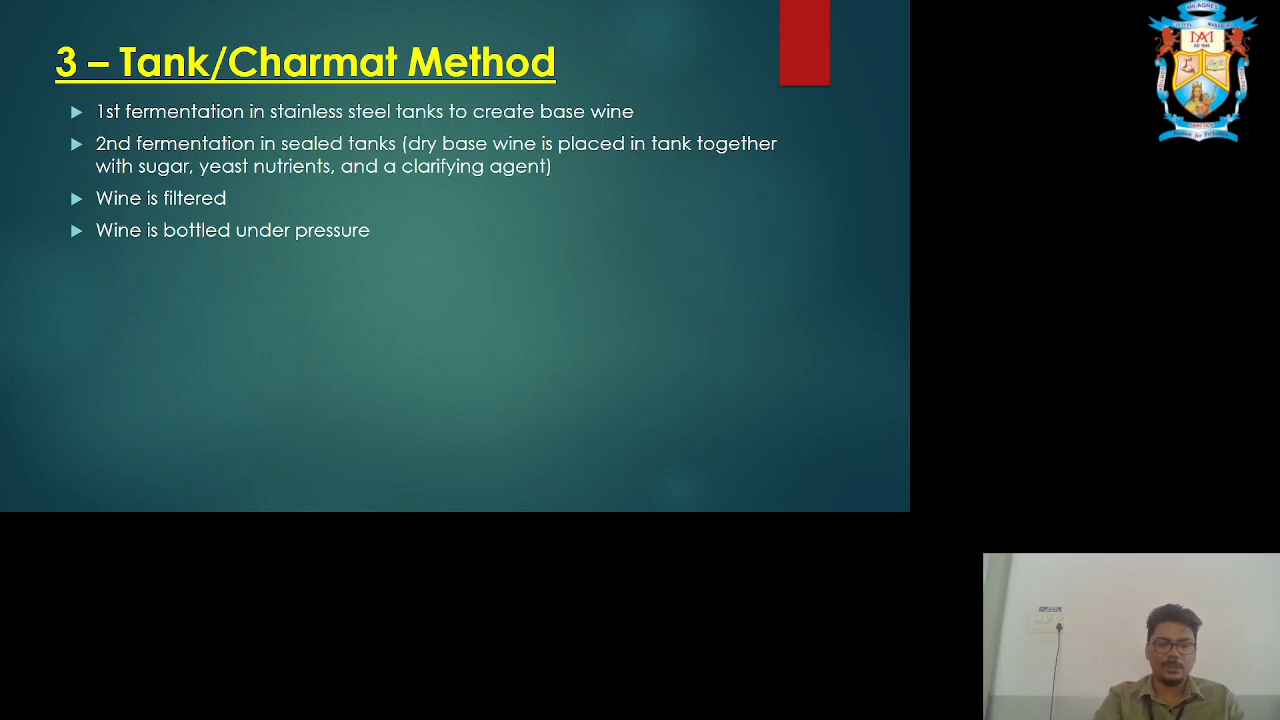 3 – Tank/Charmat Method
1st fermentation in stainless steel tanks to create base wine
2nd fermentation in sealed tanks (dry base wine is placed in tank together
with sugar, yeast nutrients, and a clarifying agent)
Wine is filtered
Wine is bottled under pressure
MILAGRES